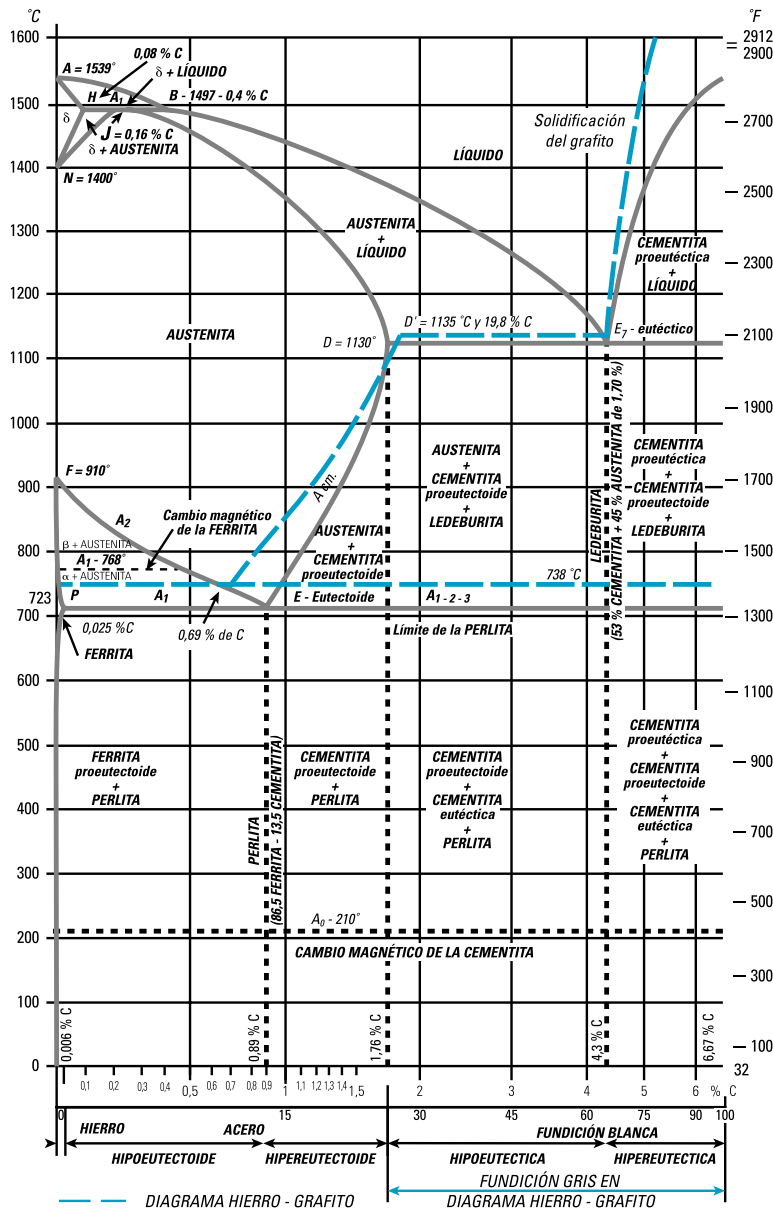 °C
°F
1600
1500
1400
1300
1200
1100
1000
900
800
723
700
600
500
400
300
200
100
0
2912
2900
2700
2500
2300
2100
1900
1700
1500
1300
1100
900
700
500
300
100
32
0,08 % C
A = 1539°
δ + LÍQUIDO
H A₁
B - 1497 - 0,4 % C
δ
J = 0,16 % C
δ + AUSTENITA
N = 1400°
Solidificación
del grafito
LÍQUIDO
AUSTENITA
+
LÍQUIDO
CEMENTITA
proeutéctica
+
LÍQUIDO
AUSTENITA
D = 1130°
D' = 1135 °C y 19,8 % C
E₇ - eutéctico
F = 910°
A₂
Cambio magnético
de la FERRITA
β + AUSTENITA
A₁ - 768°
α + AUSTENITA
P
A₁
0,025 %C
FERRITA
0,69 % de C
A cm.
AUSTENITA
+
CEMENTITA
proeutectoide
E - Eutectoide
AUSTENITA
+
CEMENTITA
proeutectoide
+
LEDEBURITA
LEDEBURITA
(53 % CEMENTITA + 45 % AUSTENITA de 1,70 %)
CEMENTITA
proeutéctica
+
CEMENTITA
proeutectoide
+
LEDEBURITA
738 °C
A₁ - ₂ - ₃
Límite de la PERLITA
FERRITA
proeutectoide
+
PERLITA
PERLITA
(86,5 FERRITA - 13,5 CEMENTITA)
CEMENTITA
proeutectoide
+
PERLITA
CEMENTITA
proeutectoide
+
CEMENTITA
eutéctica
+
PERLITA
CEMENTITA
proeutéctica
+
CEMENTITA
proeutectoide
+
CEMENTITA
eutéctica
+
PERLITA
A₀ - 210°
CAMBIO MAGNÉTICO DE LA CEMENTITA
0,006 % C
0,89 % C
1,76 % C
4,3 % C
6,67 % C
0,1 0,2 0,3 0,4 0,5 0,6 0,7 0,8 0,9 1 1,1 1,2 1,3 1,4 1,5 2 3 4 5 6 % C
0 15 30 45 60 75 90 100
HIERRO ACERO FUNDICIÓN BLANCA
HIPOEUTECTOIDE HIPEREUTECTOIDE HIPOEUTECTICA HIPEREUTECTICA
FUNDICIÓN GRIS EN
DIAGRAMA HIERRO - GRAFITO DIAGRAMA HIERRO - GRAFITO